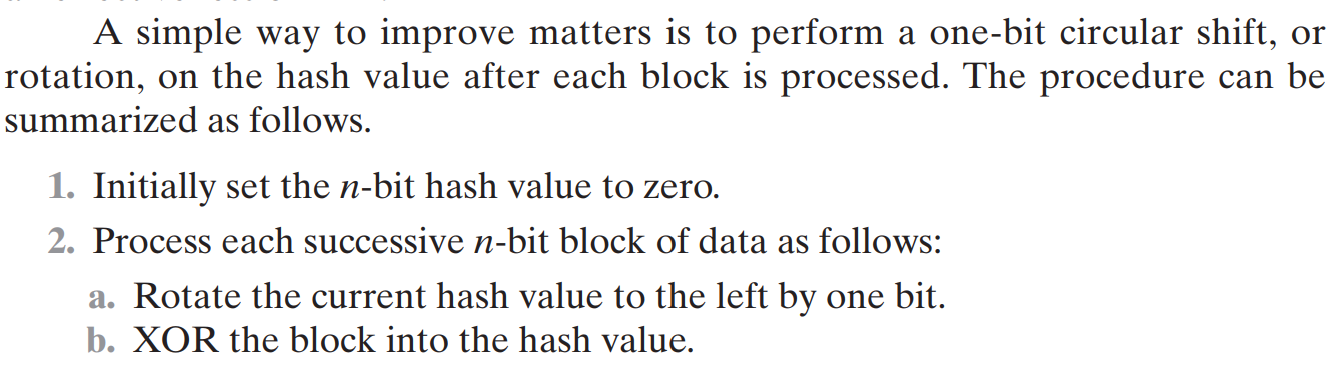 A simple way to improve matters is to perform a one-bit circular shift, or
rotation, on the hash value after each block is processed. The procedure can be
summarized as follows.
1. Initially set the n-bit hash value to zero.
2. Process each successive n-bit block of data as follows:
a. Rotate the current hash value to the left by one bit.
b. XOR the block into the hash value.